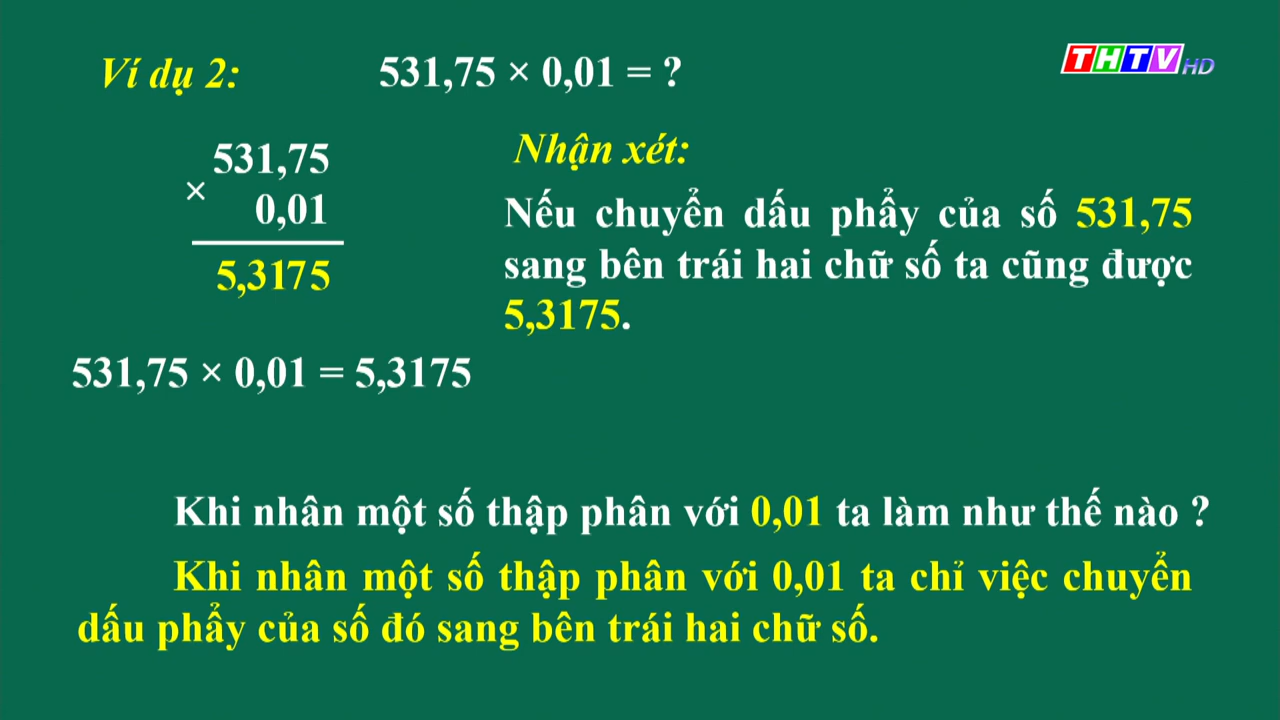 Ví dụ 2: 531,75 × 0,01 = ?
THTV HD
531,75
×
0,01
5,3175
531,75 × 0,01 = 5,3175
Nhận xét:
Nếu chuyển dấu phẩy của số 531,75
sang bên trái hai chữ số ta cũng được
5,3175.
Khi nhân một số thập phân với 0,01 ta làm như thế nào ?
Khi nhân một số thập phân với 0,01 ta chỉ việc chuyển
dấu phẩy của số đó sang bên trái hai chữ số.